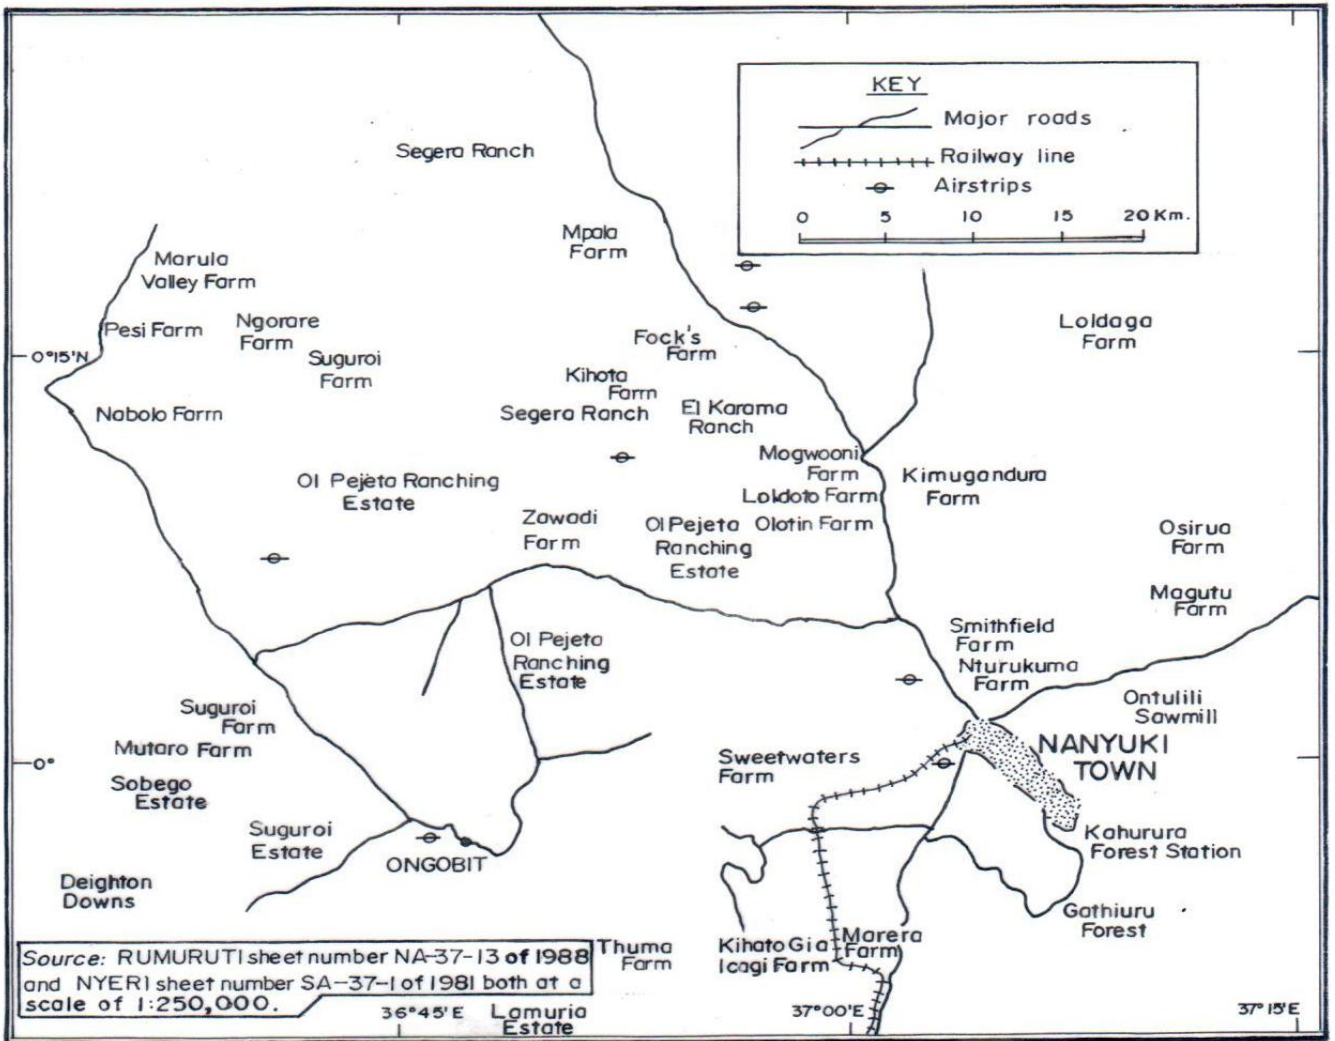 KEY
Major roads
Railway line
Airstrips
0 5 10 15 20 Km.
Segera Ranch
Mpala
Farm
Marula
Valley Farm
Pesi Farm
Ngorare
Farm
Suguroi
Farm
Fock's
Farm
Loldaga
Farm
0°15'N
Kihota
Farm
Segera Ranch
El Karama
Ranch
Nabolo Farm
Mogwooni
Farm
Loldoto Farm
Kimugandura
Farm
Ol Pejeta Ranching
Estate
Zawadi
Farm
Ol Pejeta
Ranching
Estate
Olotin Farm
Osirua
Farm
Magutu
Farm
Smithfield
Farm
Nturukuma
Farm
Ol Pejeta
Ranching
Estate
Ontulili
Sawmill
Suguroi
Farm
Mutaro Farm
0°
Sobego
Estate
Sweetwaters
Farm
NANYUKI
TOWN
Suguroi
Estate
ONGOBIT
Kahurura
Forest Station
Deighton
Downs
Gathiuru
Forest
Thuma
Farm
Kihato Gia
Icagi Farm
Marera
Farm
Source: RUMURUTI sheet number NA-37-13 of 1988
and NYERI sheet number SA-37-1 of 1981 both at a
scale of 1:250,000.
36°45'E
Lamuria
Estate
37°00'E
37°15'E